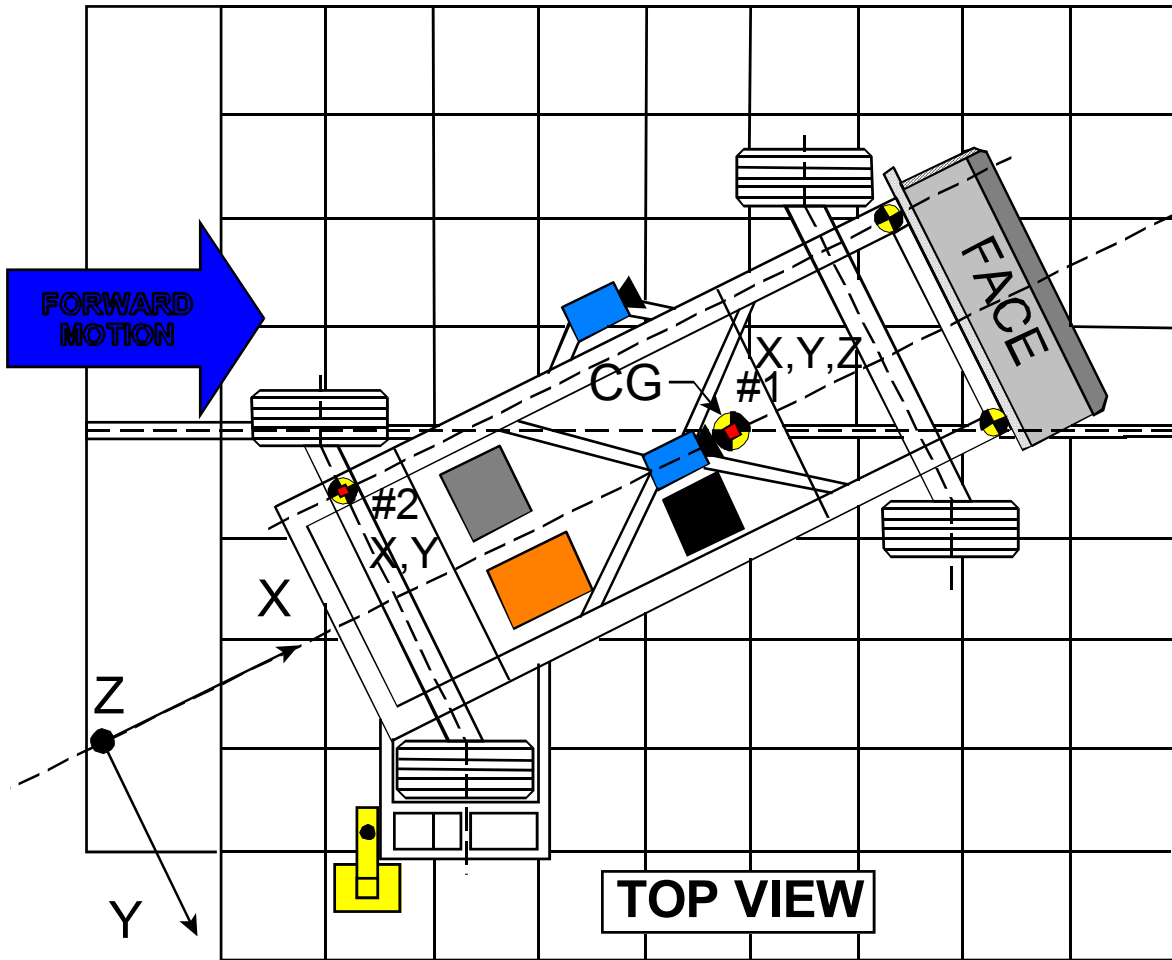 FORWARD
MOTION
FACE
X,Y,Z
CG
#1
#2
X,Y
X
Z
Y
TOP VIEW